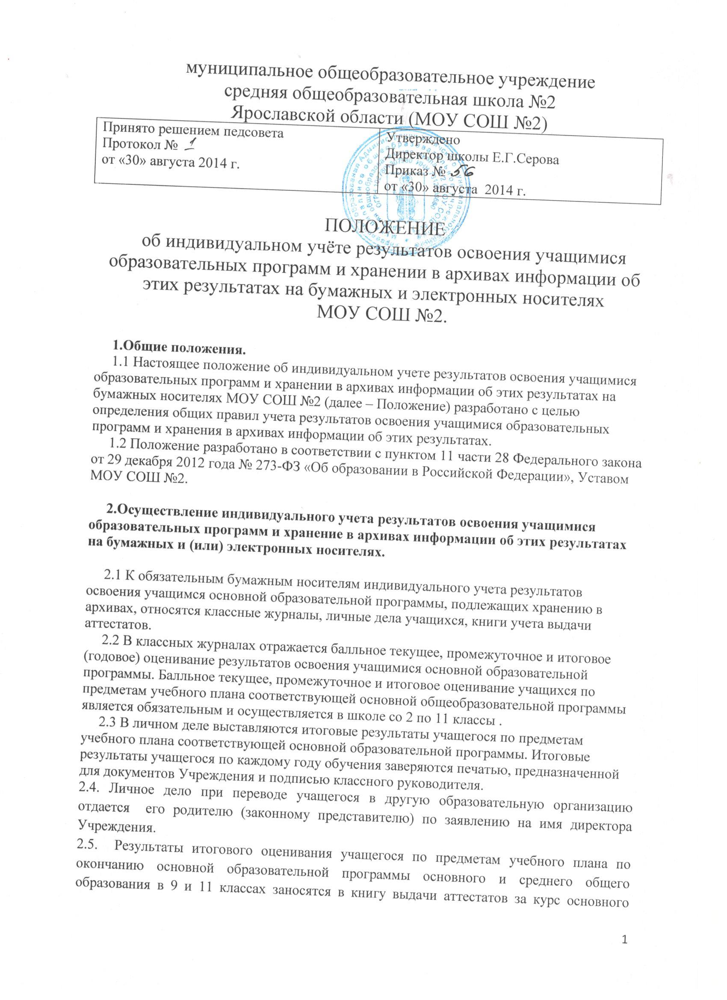 муниципальное общеобразовательное учреждение
средняя общеобразовательная школа №2
Ярославской области (МОУ СОШ №2)
Принято решением педсовета
Протокол № 1
от «30» августа 2014 г.
Утверждено
Директор школы Е.Г.Серова
Приказ № 56
от «30» августа 2014 г.
ПОЛОЖЕНИЕ
об индивидуальном учёте результатов освоения учащимися
образовательных программ и хранении в архивах информации об
этих результатах на бумажных и электронных носителях
МОУ СОШ №2.
1.Общие положения.
1.1 Настоящее положение об индивидуальном учете результатов освоения учащимися
образовательных программ и хранении в архивах информации об этих результатах на
бумажных носителях МОУ СОШ №2 (далее – Положение) разработано с целью
определения общих правил учета результатов освоения учащимися образовательных
программ и хранения в архивах информации об этих результатах.
1.2 Положение разработано в соответствии с пунктом 11 части 28 Федерального закона
от 29 декабря 2012 года № 273-ФЗ «Об образовании в Российской Федерации», Уставом
МОУ СОШ №2.
2.Осуществление индивидуального учета результатов освоения учащимися
образовательных программ и хранение в архивах информации об этих результатах
на бумажных и (или) электронных носителях.
2.1 К обязательным бумажным носителям индивидуального учета результатов
освоения учащимся основной образовательной программы, подлежащих хранению в
архивах, относятся классные журналы, личные дела учащихся, книги учета выдачи
аттестатов.
2.2 В классных журналах отражается балльное текущее, промежуточное и итоговое
(годовое) оценивание результатов освоения учащимися основной образовательной
программы. Балльное текущее, промежуточное и итоговое оценивание учащихся по
предметам учебного плана соответствующей основной общеобразовательной программы
является обязательным и осуществляется в школе со 2 по 11 классы .
2.3 В личном деле выставляются итоговые результаты учащегося по предметам
учебного плана соответствующей основной образовательной программы. Итоговые
результаты учащегося по каждому году обучения заверяются печатью, предназначенной
для документов Учреждения и подписью классного руководителя.
2.4. Личное дело при переводе учащегося в другую образовательную организацию
отдается его родителю (законному представителю) по заявлению на имя директора
Учреждения.
2.5. Результаты итогового оценивания учащегося по предметам учебного плана по
окончанию основной образовательной программы основного и среднего общего
образования в 9 и 11 классах заносятся в книгу выдачи аттестатов за курс основного
1